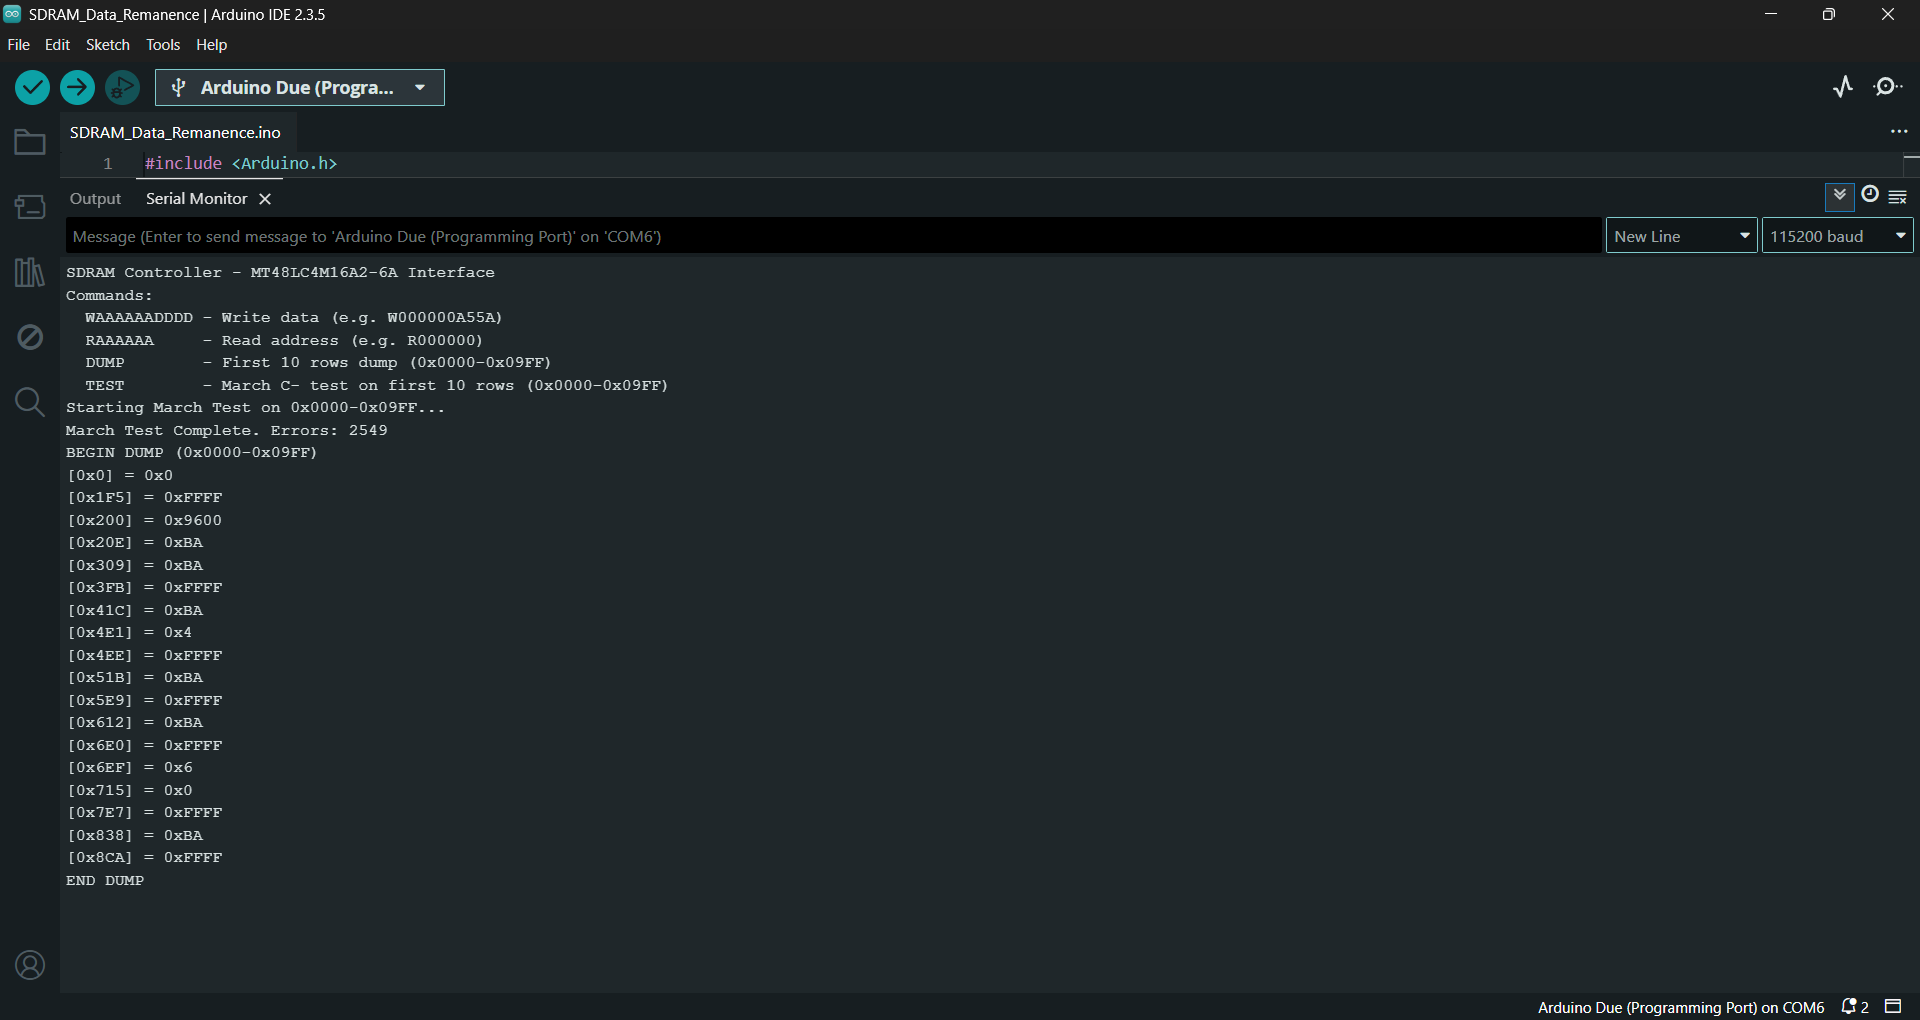 SDRAM_Data_Remanence | Arduino IDE 2.3.5
File Edit Sketch Tools Help
Arduino Due (Progra...
SDRAM_Data_Remanence.ino
1 #include <Arduino.h>
Output Serial Monitor
Message (Enter to send message to 'Arduino Due (Programming Port)' on 'COM6') New Line 115200 baud
SDRAM Controller - MT48LC4M16A2-6A Interface
Commands:
WAAAAAADDDD - Write data (e.g. W000000A55A)
RAAAAAA - Read address (e.g. R000000)
DUMP - First 10 rows dump (0x0000-0x09FF)
TEST - March C- test on first 10 rows (0x0000-0x09FF)
Starting March Test on 0x0000-0x09FF...
March Test Complete. Errors: 2549
BEGIN DUMP (0x0000-0x09FF)
[0x0] = 0x0
[0x1F5] = 0xFFFF
[0x200] = 0x9600
[0x20E] = 0xBA
[0x309] = 0xBA
[0x3FB] = 0xFFFF
[0x41C] = 0xBA
[0x4E1] = 0x4
[0x4EE] = 0xFFFF
[0x51B] = 0xBA
[0x5E9] = 0xFFFF
[0x612] = 0xBA
[0x6E0] = 0xFFFF
[0x6EF] = 0x6
[0x715] = 0x0
[0x7E7] = 0xFFFF
[0x838] = 0xBA
[0x8CA] = 0xFFFF
END DUMP
Arduino Due (Programming Port) on COM6 2